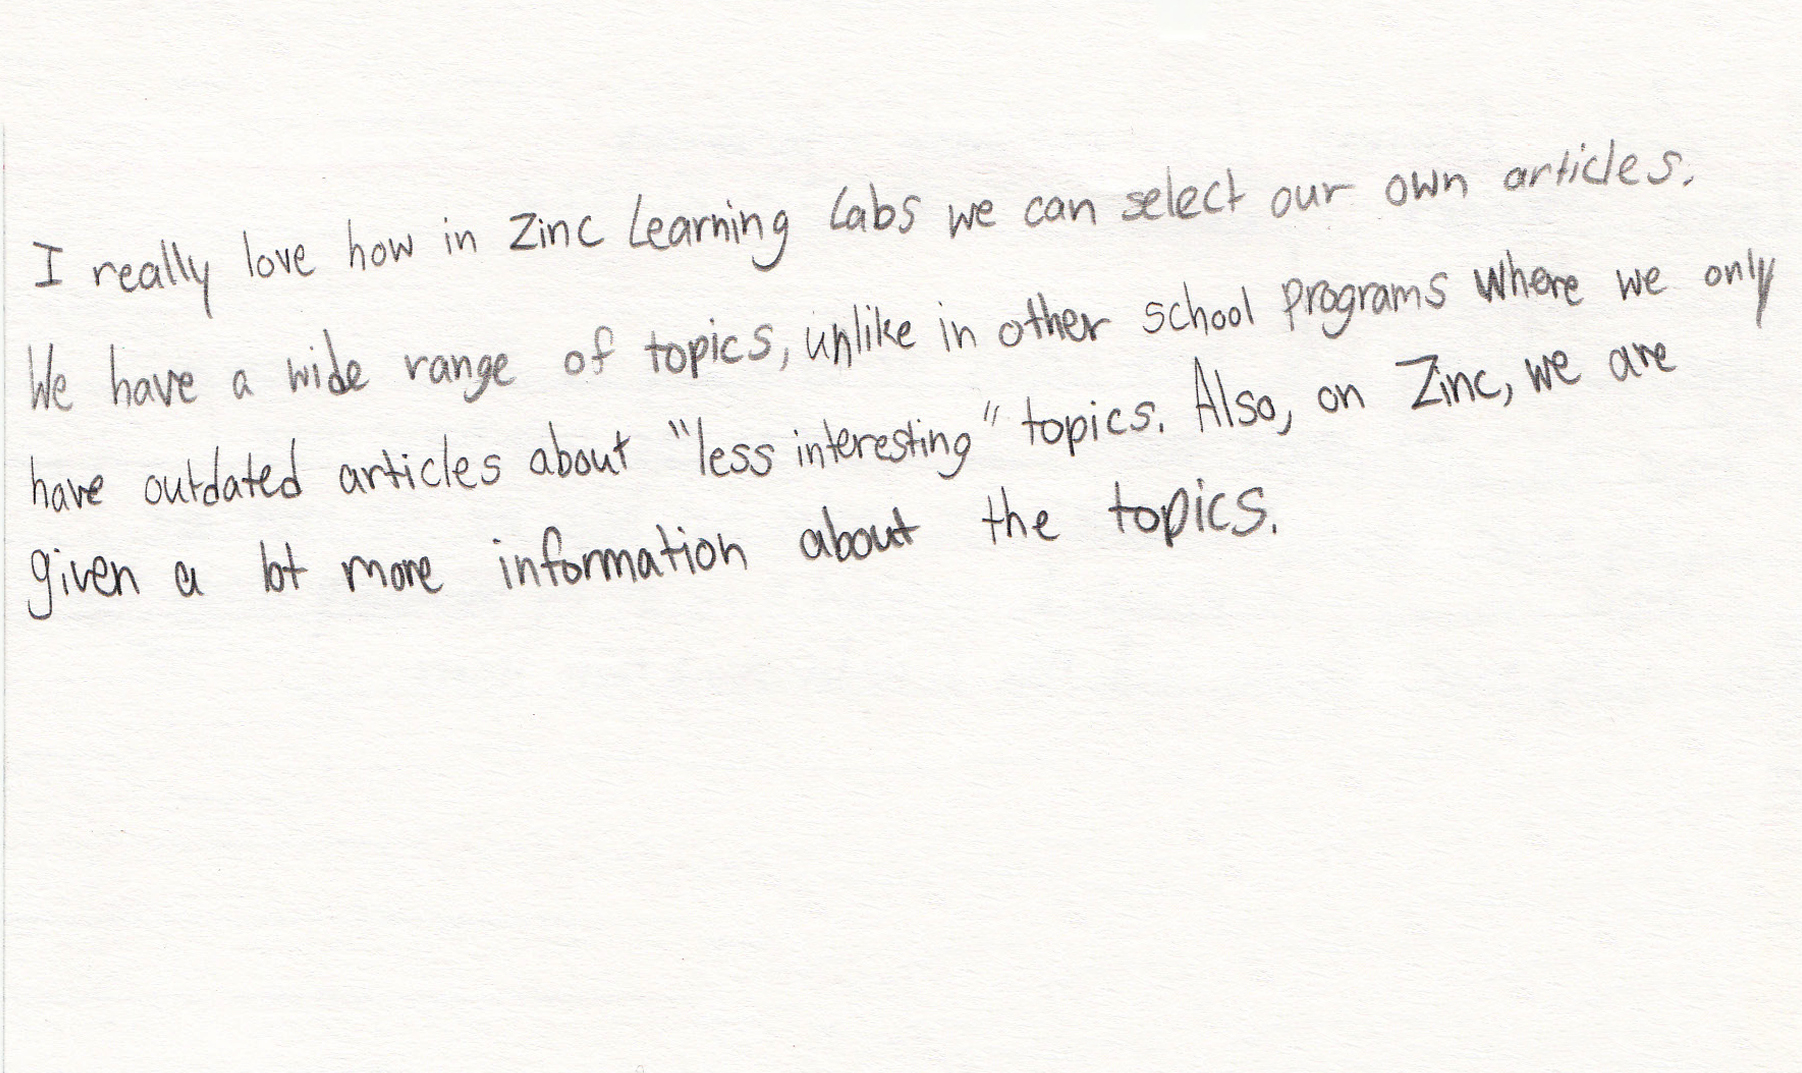 I really love how in Zinc Learning Labs we can select our own articles.
We have a wide range of topics, unlike in other school programs where we only
have outdated articles about "less interesting" topics. Also, on Zinc, we are
given a lot more information about the topics.